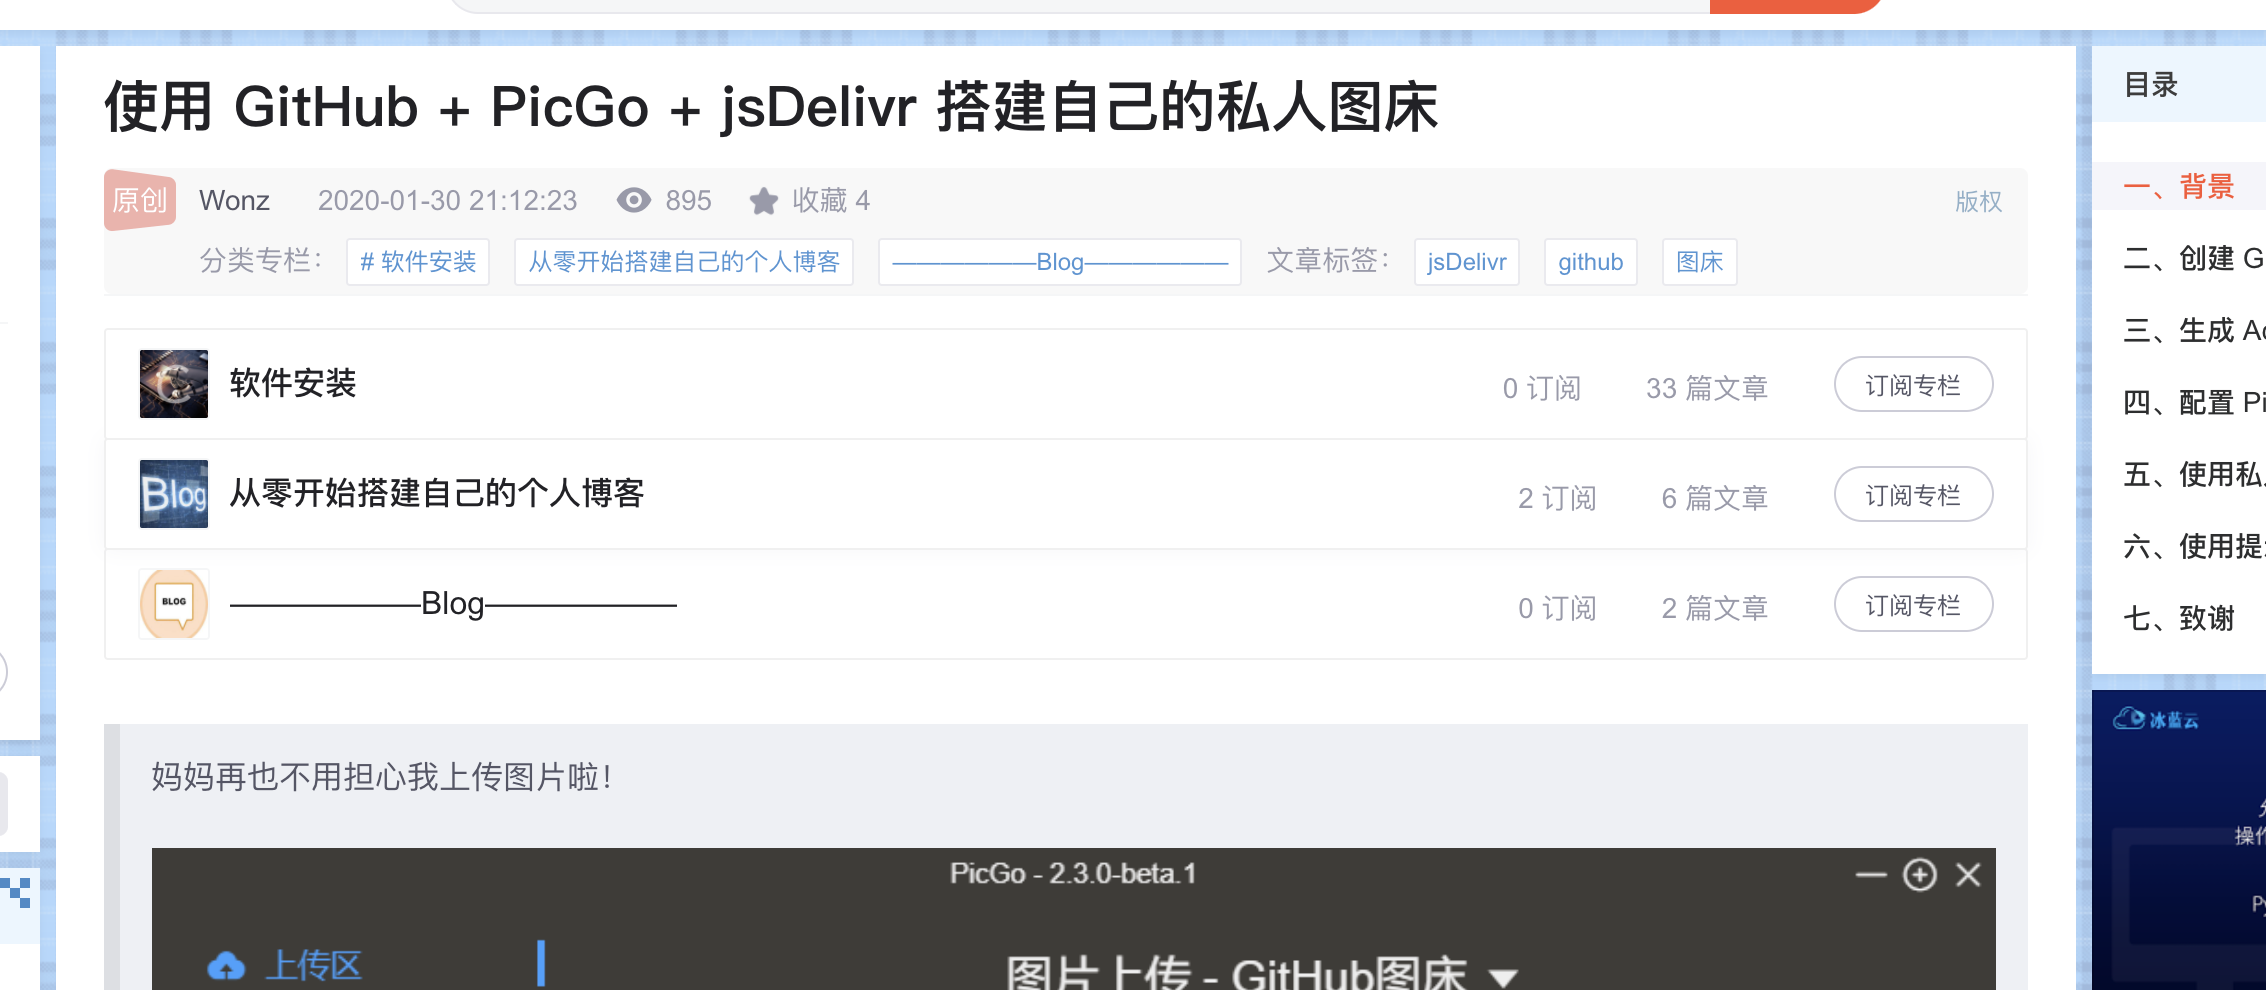 使用 GitHub + PicGo + jsDelivr 搭建自己的私人图床
原创 Wonz 2020-01-30 21:12:23 895 收藏 4 版权
分类专栏： # 软件安装 从零开始搭建自己的个人博客 ——————Blog—————— 文章标签： jsDelivr github 图床
软件安装 0 订阅 33 篇文章 订阅专栏
Blog 从零开始搭建自己的个人博客 2 订阅 6 篇文章 订阅专栏
BLOG ——————Blog—————— 0 订阅 2 篇文章 订阅专栏
妈妈再也不用担心我上传图片啦！
PicGo - 2.3.0-beta.1
上传区 图片上传 - GitHub图床
目录
一、背景
二、创建 G
三、生成 Ac
四、配置 Pi
五、使用私
六、使用提
七、致谢
冰蓝云
操作
Py